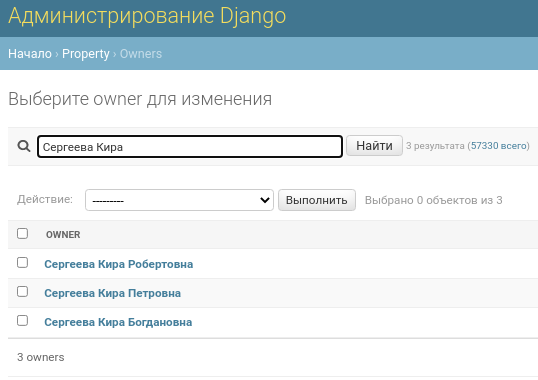 Администрирование Django
Начало › Property › Owners
Выберите owner для изменения
Сергеева Кира Найти 3 результата (57330 всего)
Действие: --------- Выполнить Выбрано 0 объектов из 3
OWNER
Сергеева Кира Робертовна
Сергеева Кира Петровна
Сергеева Кира Богдановна
3 owners